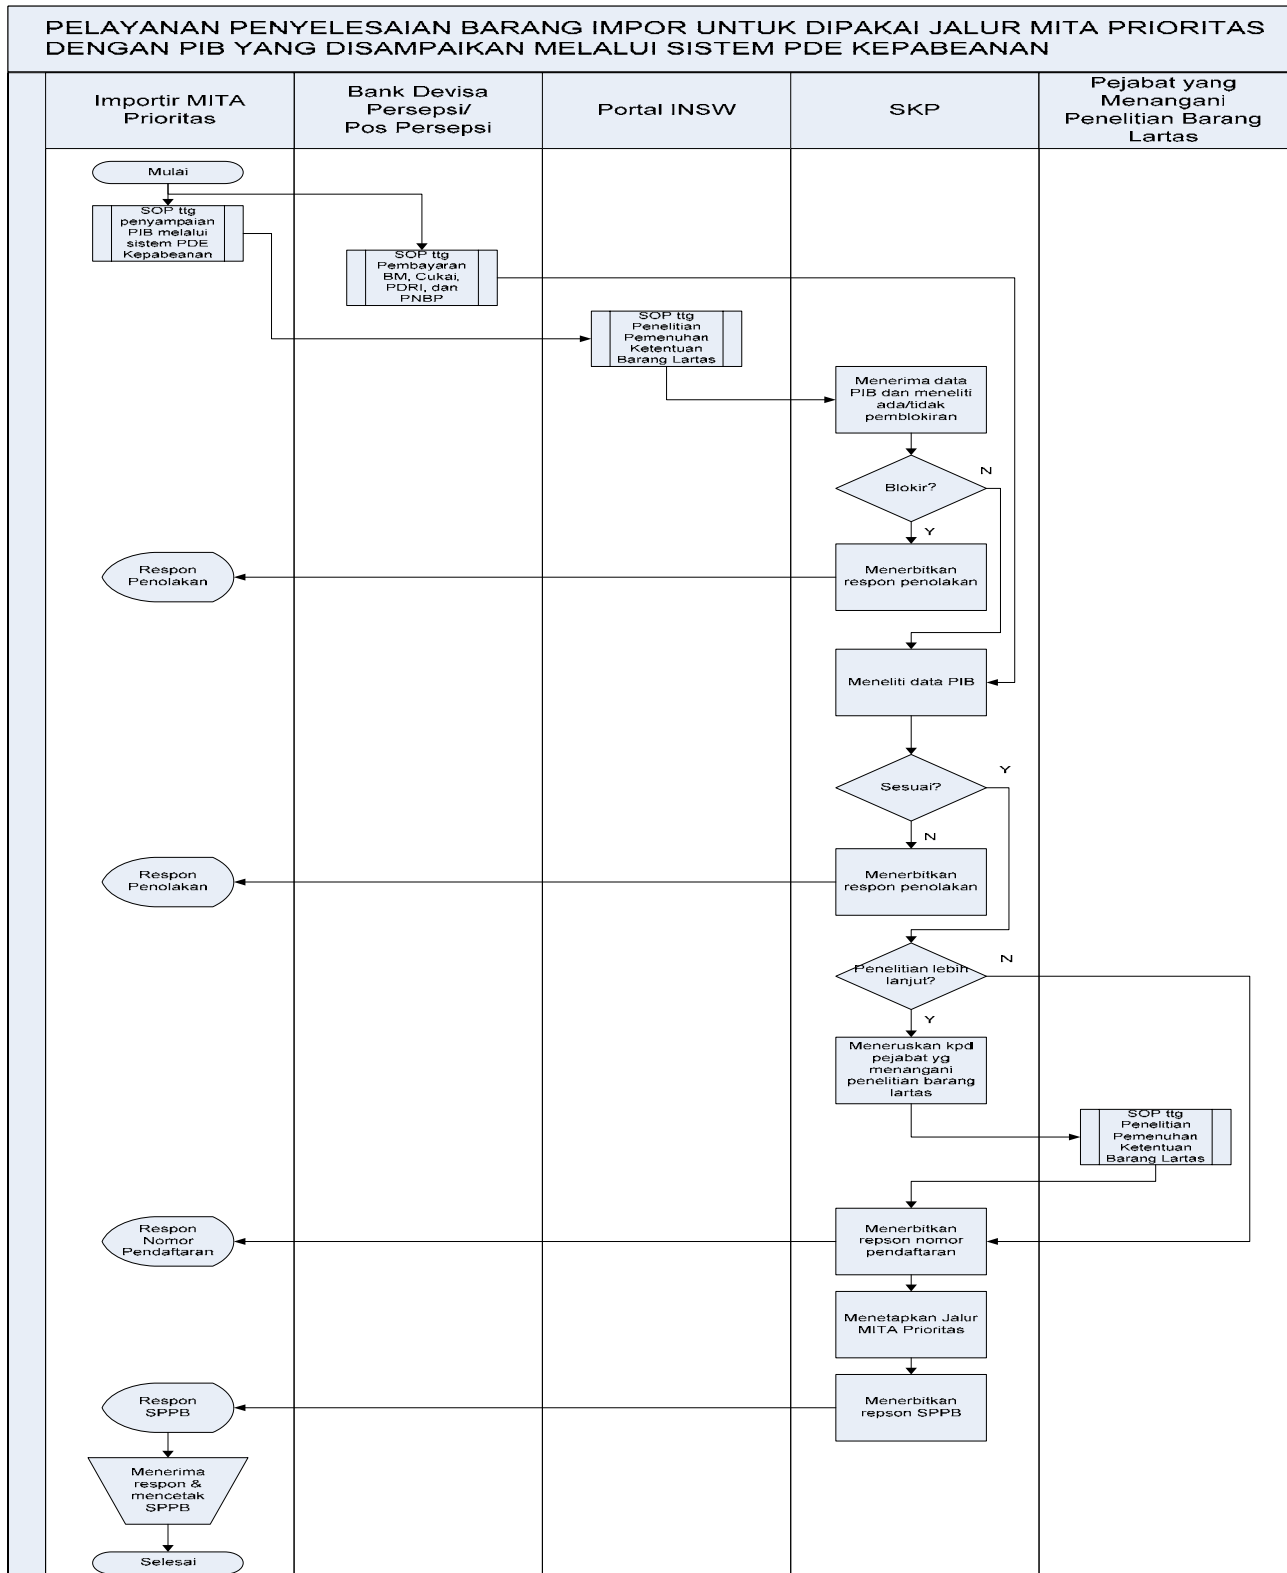 PELAYANAN PENYELESAIAN BARANG IMPOR UNTUK DIPAKAI JALUR MITA PRIORITAS
DENGAN PIB YANG DISAMPAIKAN MELALUI SISTEM PDE KEPABEANAN
Importir MITA
Prioritas
Bank Devisa
Persepsi/
Pos Persepsi
Portal INSW
SKP
Pejabat yang
Menangani
Penelitian Barang
Lartas
Mulai
SOP ttg
penyampaian
PIB melalui
sistem PDE
Kepabeanan
SOP ttg
Pembayaran
BM, Cukai,
PDRI, dan
PNBP
SOP ttg
Penelitian
Pemenuhan
Ketentuan
Barang Lartas
Menerima data
PIB dan meneliti
ada/tidak
pemblokiran
Blokir?
N
Y
Respon
Penolakan
Menerbitkan
respon penolakan
Meneliti data PIB
Sesuai?
Y
N
Respon
Penolakan
Menerbitkan
respon penolakan
Penelitian lebih
lanjut?
N
Y
Meneruskan kpd
pejabat yg
menangani
penelitian barang
lartas
SOP ttg
Penelitian
Pemenuhan
Ketentuan
Barang Lartas
Respon
Nomor
Pendaftaran
Menerbitkan
repson nomor
pendaftaran
Menetapkan Jalur
MITA Prioritas
Respon
SPPB
Menerbitkan
repson SPPB
Menerima
respon &
mencetak
SPPB
Selesai